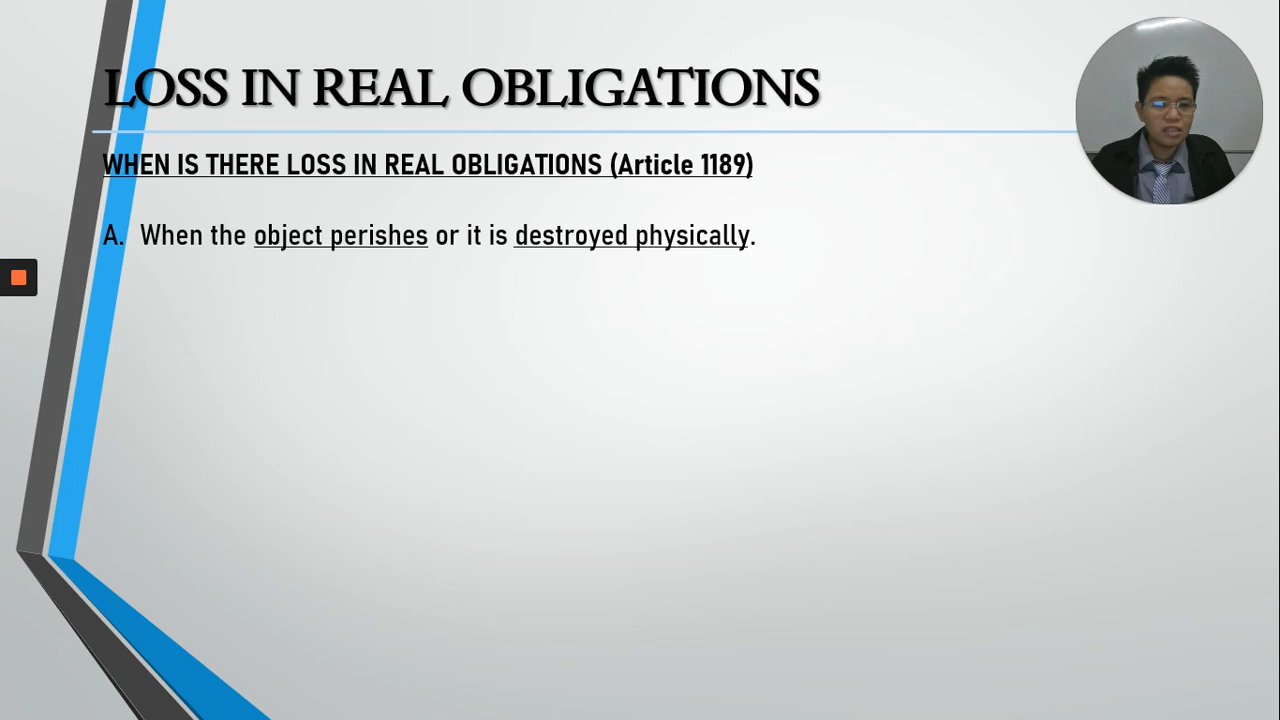 LOSS IN REAL OBLIGATIONS
WHEN IS THERE LOSS IN REAL OBLIGATIONS (Article 1189)
A. When the object perishes or it is destroyed physically.